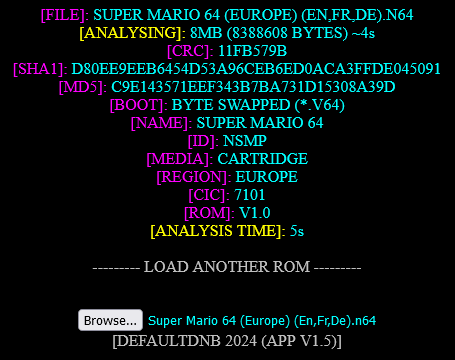 [FILE]: SUPER MARIO 64 (EUROPE) (EN,FR,DE).N64
[ANALYSING]: 8MB (8388608 BYTES) ~4s
[CRC]: 11FB579B
[SHA1]: D80EE9EEB6454D53A96CEB6ED0ACA3FFDE045091
[MD5]: C9E143571EEF343B7BA731D15308A39D
[BOOT]: BYTE SWAPPED (*.V64)
[NAME]: SUPER MARIO 64
[ID]: NSMP
[MEDIA]: CARTRIDGE
[REGION]: EUROPE
[CIC]: 7101
[ROM]: V1.0
[ANALYSIS TIME]: 5s
--------- LOAD ANOTHER ROM ---------
Browse... Super Mario 64 (Europe) (En,Fr,De).n64
[DEFAULTDNB 2024 (APP V1.5)]